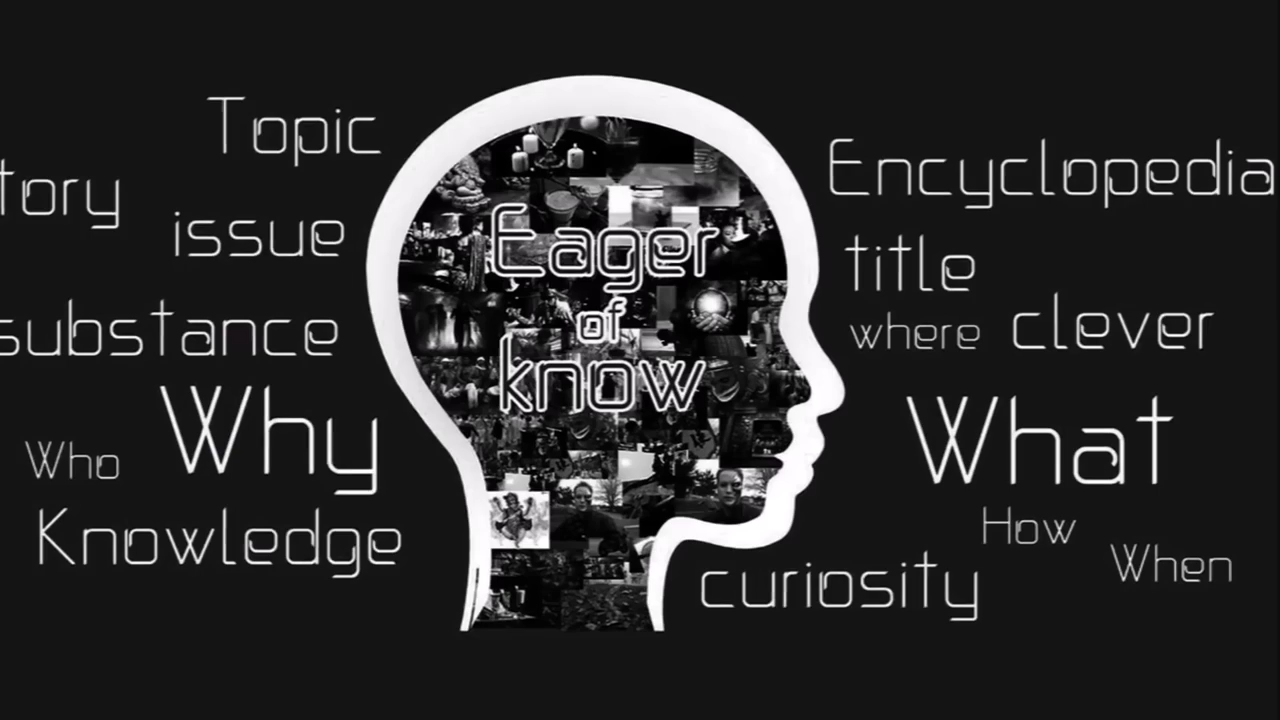 Topic
tory
issue
substance
Why
Who
Knowledge
Eager
of
know
Encyclopedia
title
where clever
What
How
When
curiosity